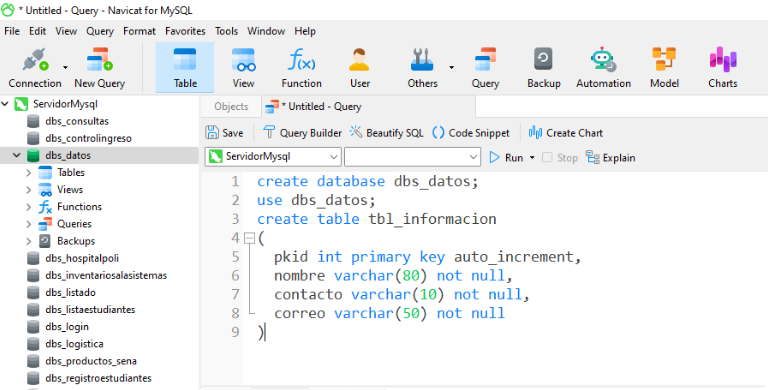 * Untitled - Query - Navicat for MySQL
File Edit View Query Format Favorites Tools Window Help
Connection New Query Table View Function User Others Query Backup Automation Model Charts
ServidorMysql
dbs_consultas
dbs_controlingreso
dbs_datos
Tables
Views
Functions
Queries
Backups
dbs_hospitalpoli
dbs_inventariosalasistemas
dbs_listado
dbs_listaestudiantes
dbs_login
dbs_logistica
dbs_productos_sena
dbs_registroestudiantes
Objects * Untitled - Query
Save Query Builder Beautify SQL () Code Snippet Create Chart
ServidorMysql Run Stop Explain
1 create database dbs_datos;
2 use dbs_datos;
3 create table tbl_informacion
4 (
5 pkid int primary key auto_increment,
6 nombre varchar(80) not null,
7 contacto varchar(10) not null,
8 correo varchar(50) not null
9 )